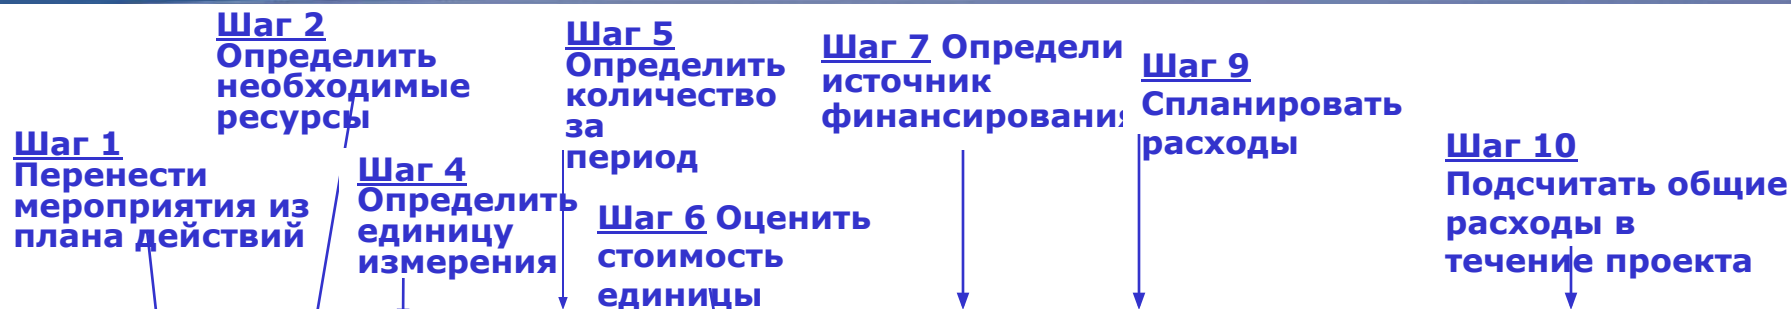 Шаг 1
Перенести
мероприятия из
плана действий
Шаг 2
Определить
необходимые
ресурсы
Шаг 4
Определить
единицу
измерения
Шаг 5
Определить
количество
за
период
Шаг 6 Оценить
стоимость
единицы
Шаг 7 Определи
источник
финансирования
Шаг 9
Спланировать
расходы
Шаг 10
Подсчитать общие
расходы в
течение проекта